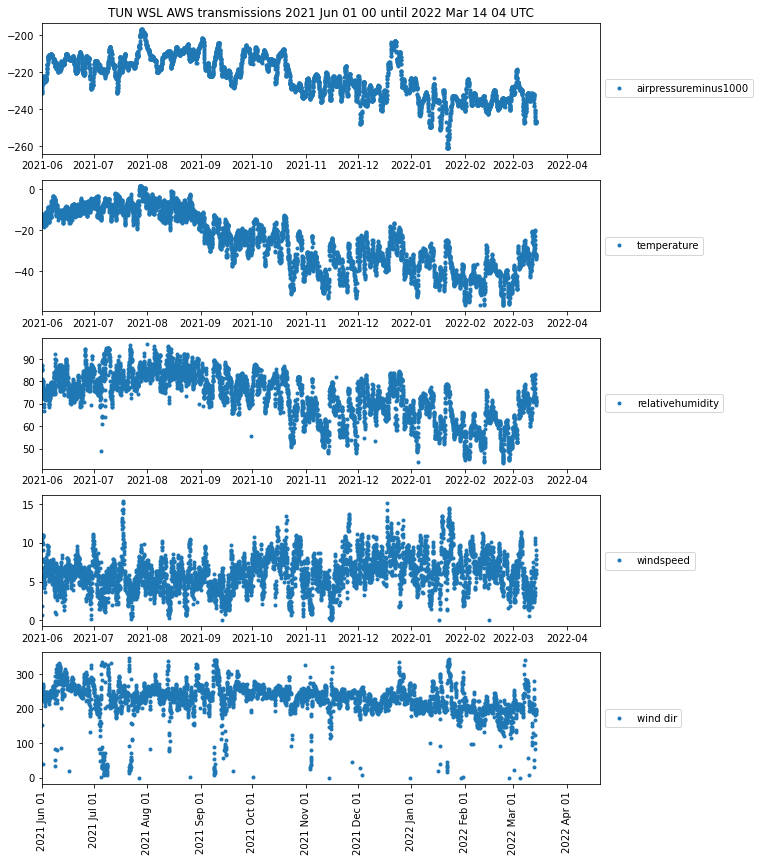 TUN WSL AWS transmissions 2021 Jun 01 00 until 2022 Mar 14 04 UTC
−200
−220
−240
−260
airpressureminus1000
2021-06 2021-07 2021-08 2021-09 2021-10 2021-11 2021-12 2022-01 2022-02 2022-03 2022-04
0
−20
−40
temperature
2021-06 2021-07 2021-08 2021-09 2021-10 2021-11 2021-12 2022-01 2022-02 2022-03 2022-04
90
80
70
60
50
relativehumidity
2021-06 2021-07 2021-08 2021-09 2021-10 2021-11 2021-12 2022-01 2022-02 2022-03 2022-04
15
10
5
0
windspeed
2021-06 2021-07 2021-08 2021-09 2021-10 2021-11 2021-12 2022-01 2022-02 2022-03 2022-04
300
200
100
0
wind dir
2021 Jun 01
2021 Jul 01
2021 Aug 01
2021 Sep 01
2021 Oct 01
2021 Nov 01
2021 Dec 01
2022 Jan 01
2022 Feb 01
2022 Mar 01
2022 Apr 01